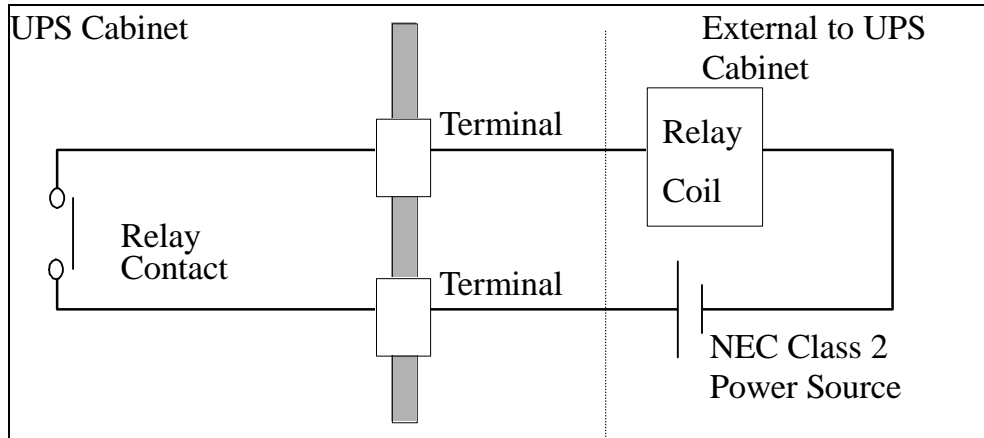 UPS Cabinet
External to UPS
Cabinet
Terminal
Relay
Coil
Relay
Contact
Terminal
NEC Class 2
Power Source